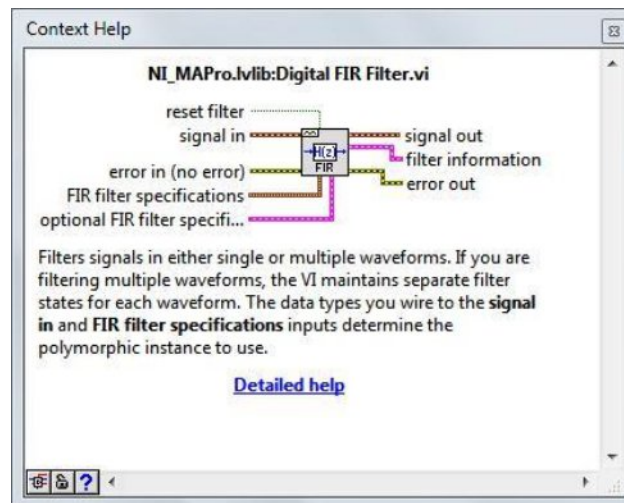 Context Help
NI_MAPro.lvlib:Digital FIR Filter.vi
reset filter
signal in
signal out
H(z)
filter information
FIR
error in (no error)
error out
FIR filter specifications
optional FIR filter specifi...
Filters signals in either single or multiple waveforms. If you are
filtering multiple waveforms, the VI maintains separate filter
states for each waveform. The data types you wire to the signal
in and FIR filter specifications inputs determine the
polymorphic instance to use.
Detailed help
?